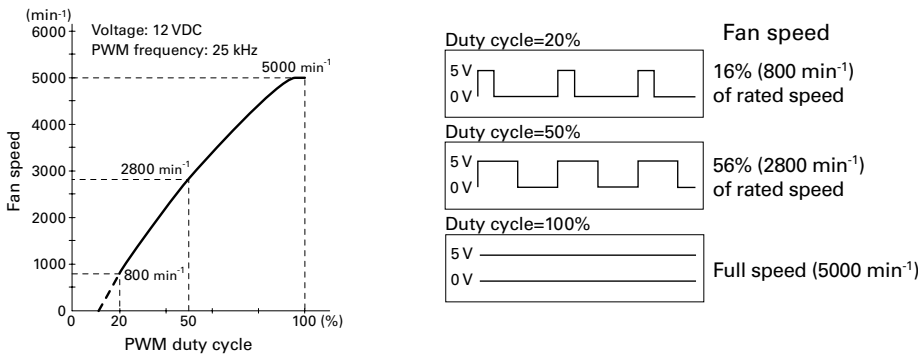 (min⁻¹)
6000
5000
4000
3000
2000
1000
0
Fan speed
Voltage: 12 VDC
PWM frequency: 25 kHz
5000 min⁻¹
2800 min⁻¹
800 min⁻¹
0 20 50 100 (%)
PWM duty cycle
Fan speed
Duty cycle=20%
5 V
0 V
16% (800 min⁻¹)
of rated speed
Duty cycle=50%
5 V
0 V
56% (2800 min⁻¹)
of rated speed
Duty cycle=100%
5 V
0 V
Full speed (5000 min⁻¹)